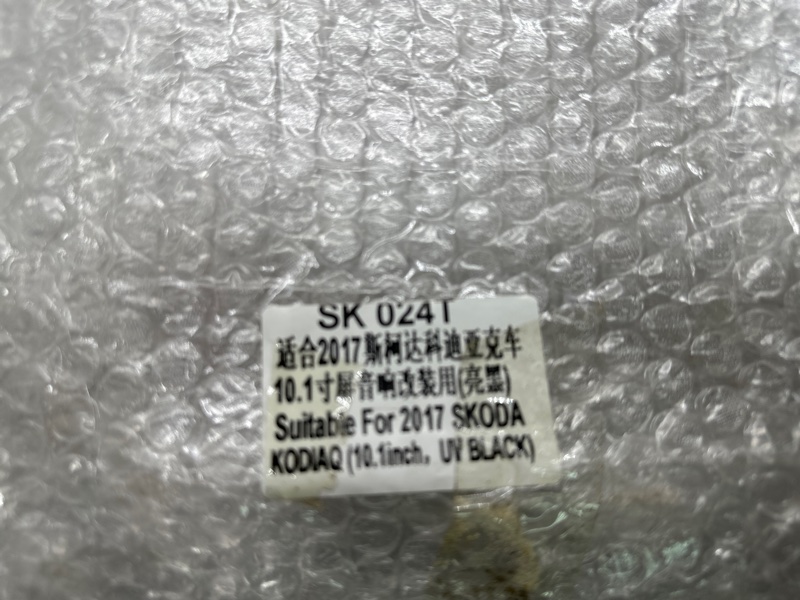 SK 024T
适合2017斯柯达科迪亚克车
10.1寸屏音响改装用(亮黑)
Suitable For 2017 SKODA
KODIAQ (10.1inch，UV BLACK)